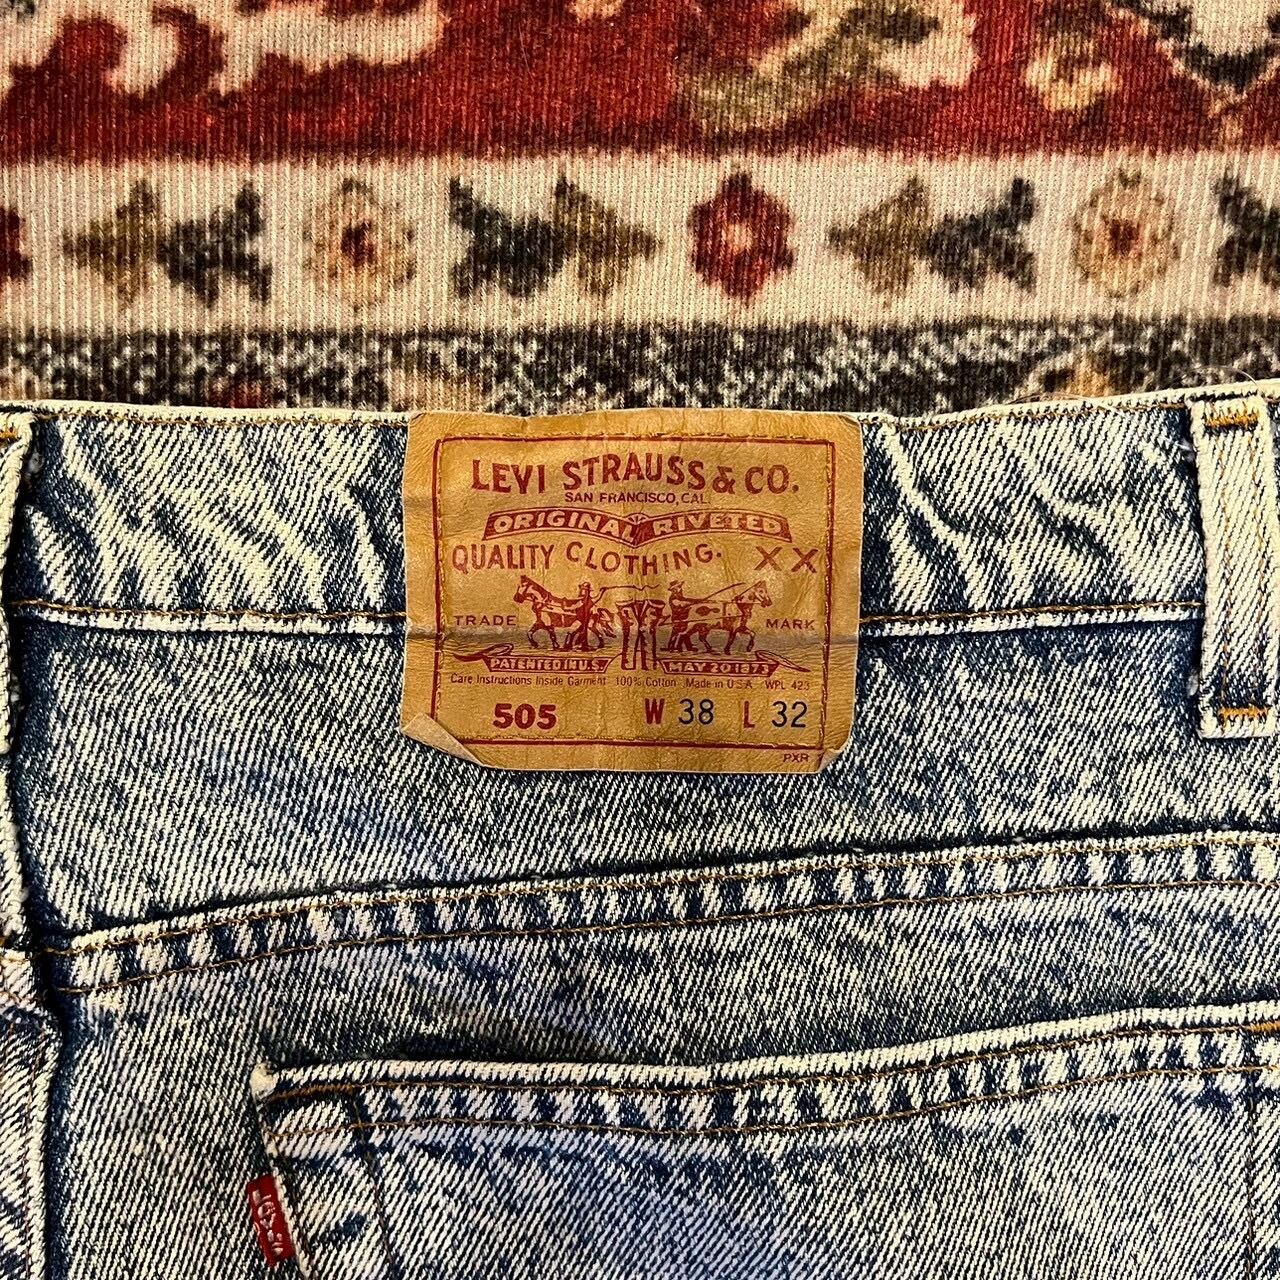 LEVI STRAUSS & CO.
SAN FRANCISCO, CAL
ORIGINAL RIVETED
QUALITY CLOTHING. XX
TRADE MARK
PATENTED IN U.S. MAY 20 1873
Care Instructions Inside Garment 100% Cotton Made in U S A WPL 423
505 W 38 L 32
PXR
LEVI'S